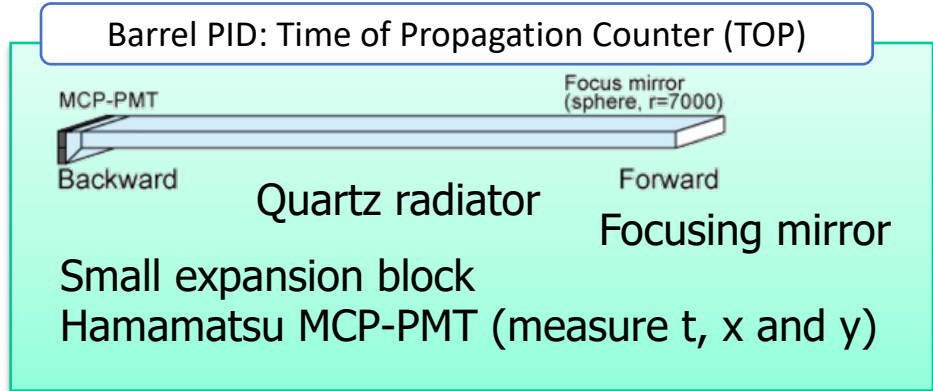 Barrel PID: Time of Propagation Counter (TOP)
MCP-PMT
Focus mirror
(sphere, r=7000)
Backward
Forward
Quartz radiator
Focusing mirror
Small expansion block
Hamamatsu MCP-PMT (measure t, x and y)